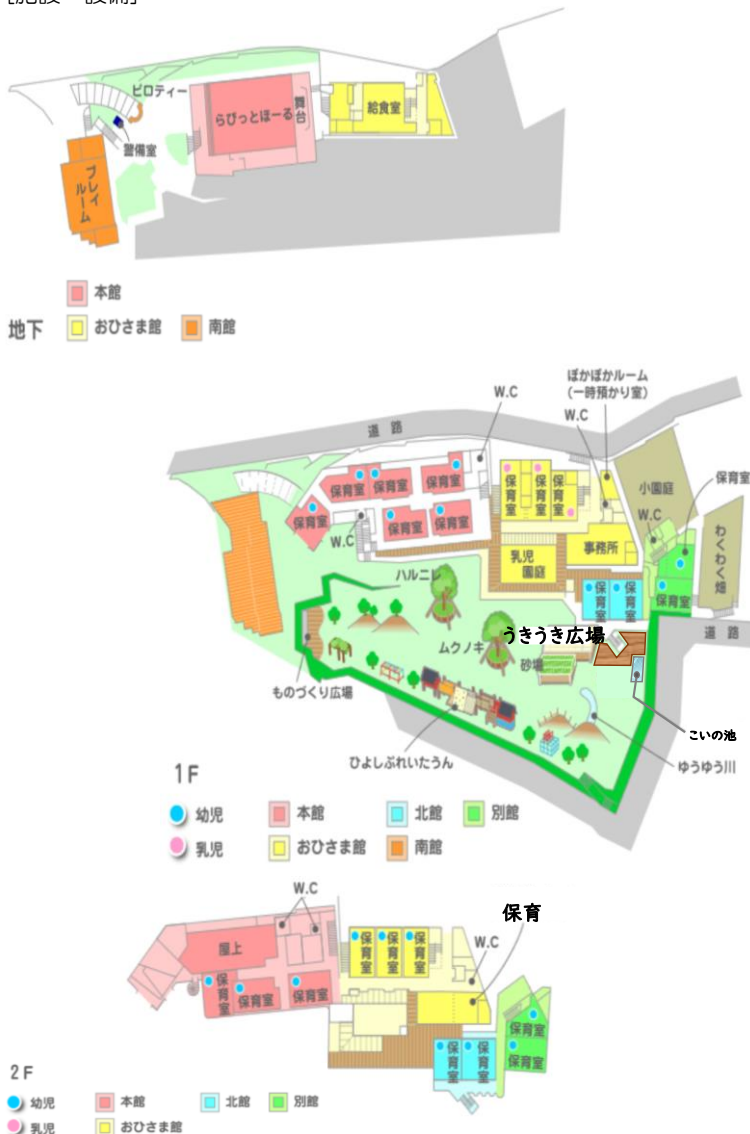 [施設・設備]
ピロティー
らびっとほーる
舞台
給食室
警備室
プレイルーム
本館
地下
おひさま館
南館
ぽかぽかルーム
(一時預かり室)
W.C
W.C
道路
保育室
保育室
保育室
保育室
保育室
保育室
保育室
保育室
保育室
W.C
小園庭
保育室
W.C
わくわく畑
事務所
乳児
園庭
ハルニレ
保育室
保育室
保育室
うきうき広場
道路
ムクノキ
砂場
ものづくり広場
こいの池
ひよしぷれいたうん
ゆうゆう川
1F
幼児
本館
北館
別館
乳児
おひさま館
南館
W.C
保育
屋上
保育室
保育室
保育室
W.C
保育室
保育室
保育室
保育室
保育室
保育室
保育室
2F
幼児
本館
北館
別館
乳児
おひさま館